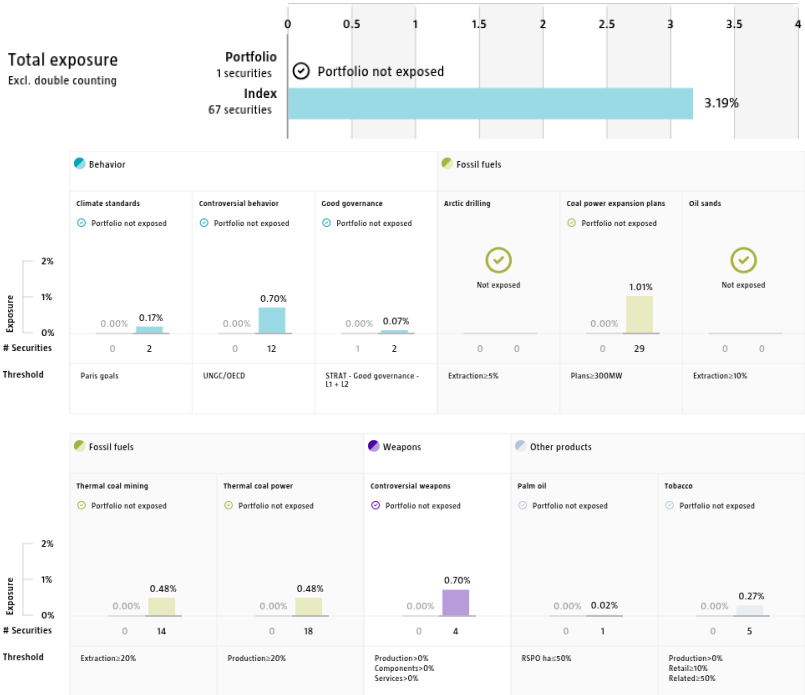 0 0.5 1 1.5 2 2.5 3 3.5 4
Total exposure
Excl. double counting
Portfolio
1 securities
Portfolio not exposed
Index
67 securities
3.19%
Behavior
Fossil fuels
Climate standards
Controversial behavior
Good governance
Arctic drilling
Coal power expansion plans
Oil sands
Portfolio not exposed
Portfolio not exposed
Portfolio not exposed
Portfolio not exposed
Not exposed
Not exposed
Exposure
2%
1%
0%
0.00% 0.17%
0.00% 0.70%
0.00% 0.07%
0.00% 1.01%
# Securities
0 2
0 12
1 2
0 0
0 29
0 0
Threshold
Paris goals
UNGC/OECD
STRAT - Good governance -
L1 + L2
Extraction≥5%
Plans≥300MW
Extraction≥10%
Fossil fuels
Weapons
Other products
Thermal coal mining
Thermal coal power
Controversial weapons
Palm oil
Tobacco
Portfolio not exposed
Portfolio not exposed
Portfolio not exposed
Portfolio not exposed
Portfolio not exposed
Exposure
2%
1%
0%
0.00% 0.48%
0.00% 0.48%
0.00% 0.70%
0.00% 0.02%
0.00% 0.27%
# Securities
0 14
0 18
0 4
0 1
0 5
Threshold
Extraction≥20%
Production≥20%
Production>0%
Components>0%
Services>0%
RSPO ha≤50%
Production>0%
Retail≥10%
Related≥50%